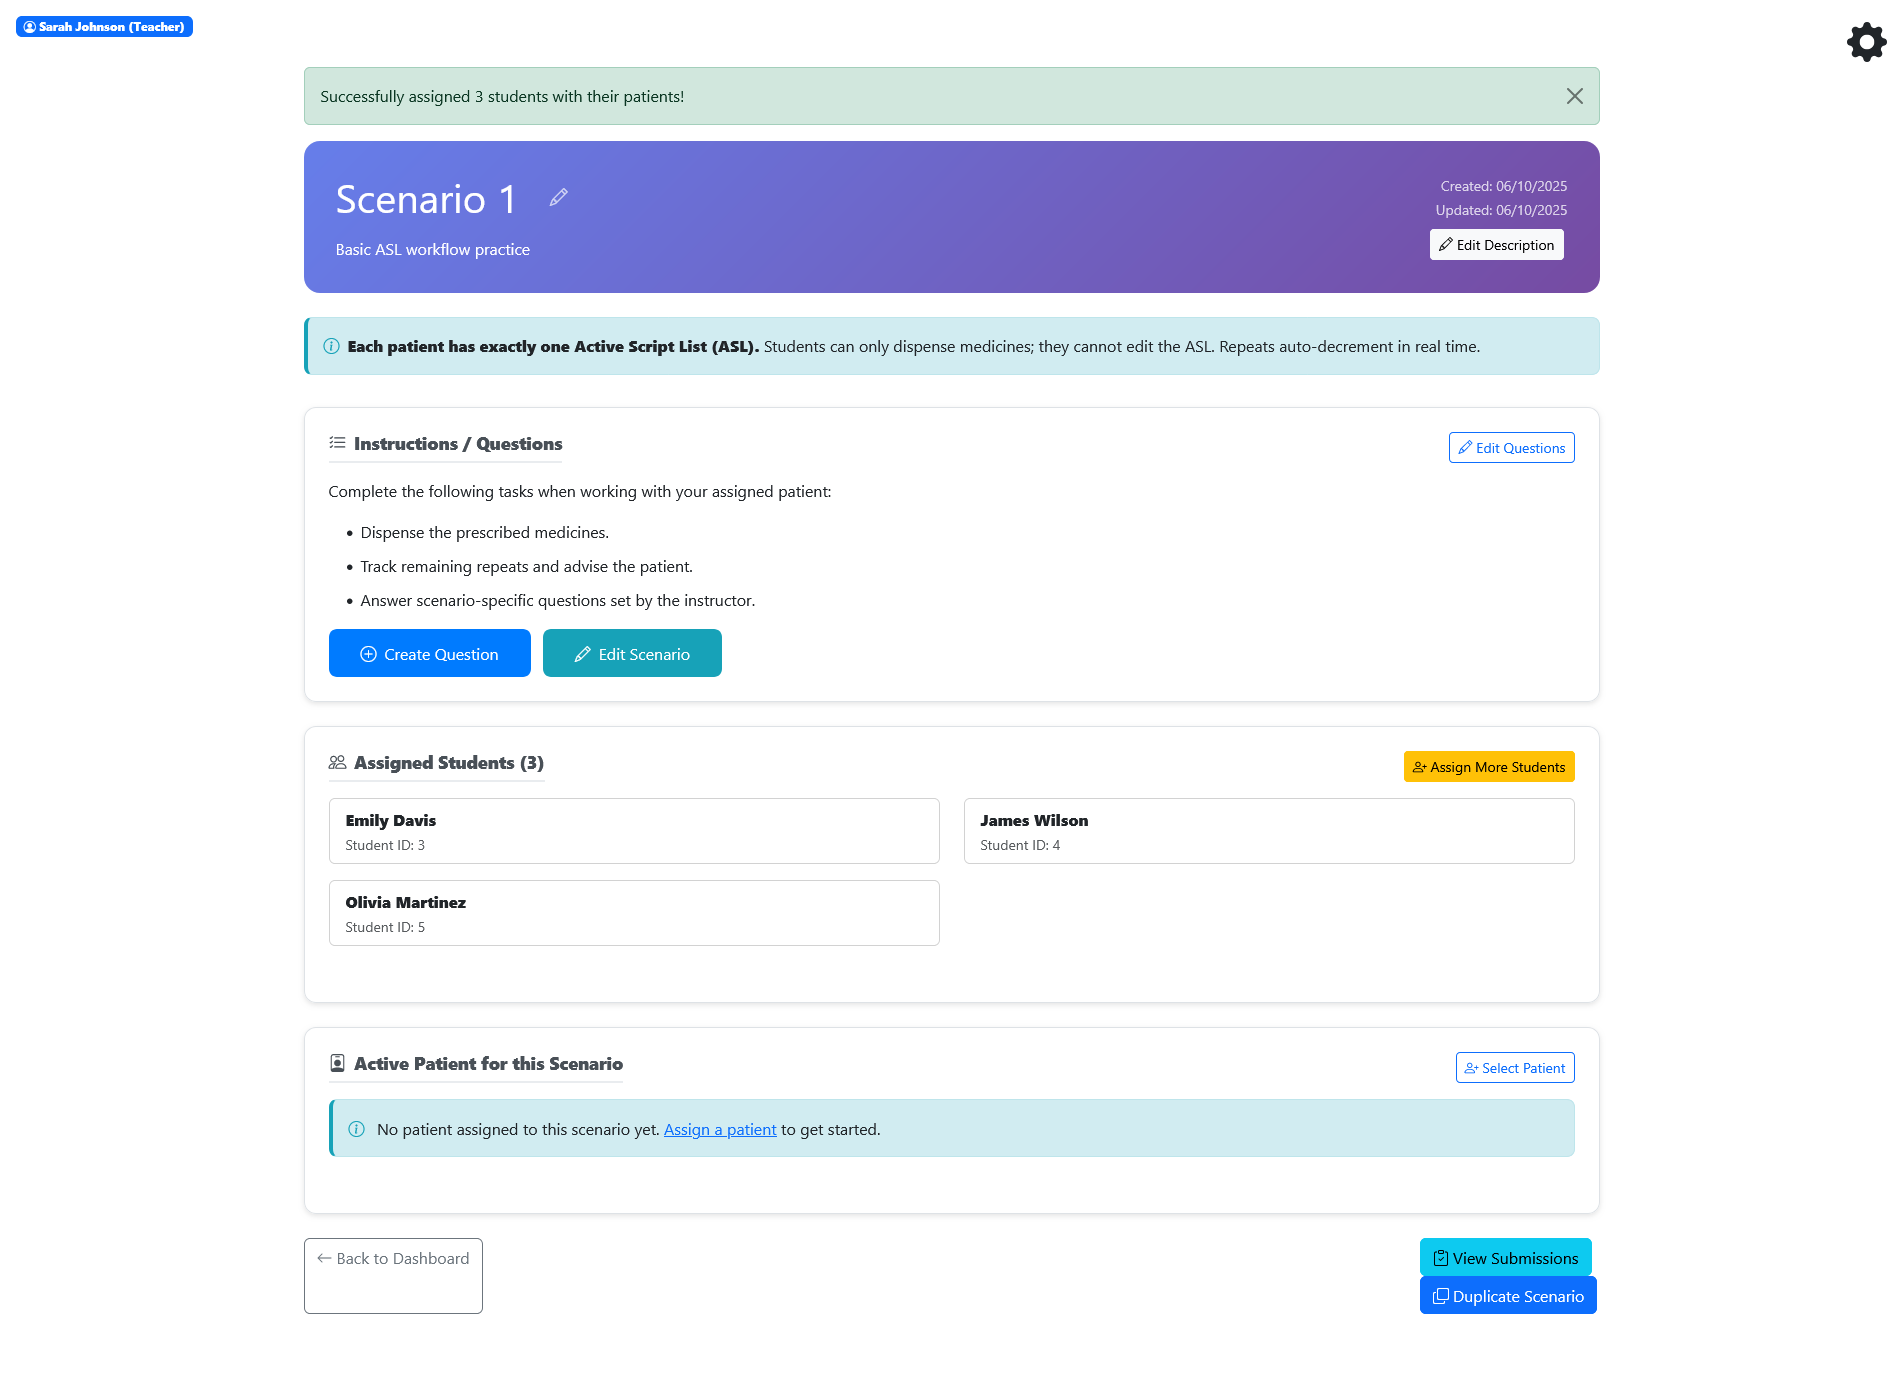 Sarah Johnson (Teacher)
Successfully assigned 3 students with their patients!
Scenario 1
Basic ASL workflow practice
Created: 06/10/2025
Updated: 06/10/2025
Edit Description
Each patient has exactly one Active Script List (ASL). Students can only dispense medicines; they cannot edit the ASL. Repeats auto-decrement in real time.
Instructions / Questions
Edit Questions
Complete the following tasks when working with your assigned patient:
• Dispense the prescribed medicines.
• Track remaining repeats and advise the patient.
• Answer scenario-specific questions set by the instructor.
Create Question
Edit Scenario
Assigned Students (3)
Assign More Students
Emily Davis
Student ID: 3
James Wilson
Student ID: 4
Olivia Martinez
Student ID: 5
Active Patient for this Scenario
Select Patient
No patient assigned to this scenario yet. Assign a patient to get started.
← Back to Dashboard
View Submissions
Duplicate Scenario